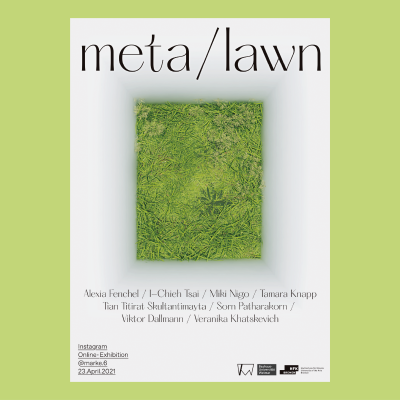 meta/lawn
Alexia Fenchel / I-Chieh Tsai / Miki Nigo / Tamara Knapp
Tian Titirat Skultantimayta / Som Patharakorn /
Viktor Dallmann / Veranika Khatskevich
Instagram
Online-Exhibition
@marke.6
23.April.2021